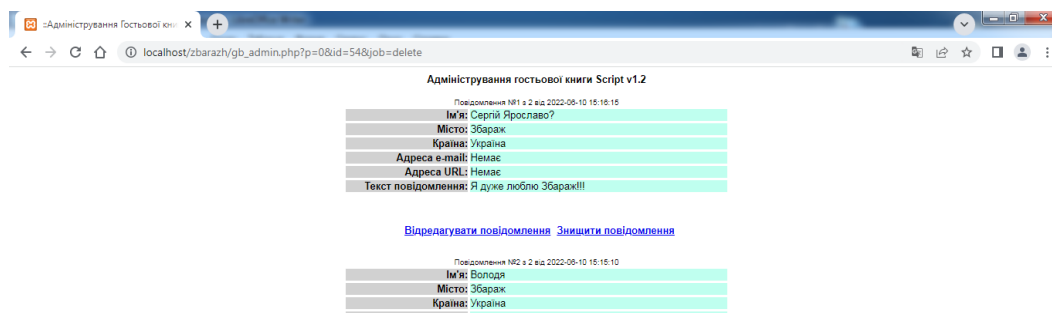 :Адміністрування Гостьової кни
localhost/zbarazh/gb_admin.php?p=0&id=54&job=delete
Адміністрування гостьової книги Script v1.2
Повідомлення №1 з 2 від 2022-06-10 15:16:15
Ім'я: Сергій Ярославо?
Місто: Збараж
Країна: Україна
Адреса e-mail: Немає
Адреса URL: Немає
Текст повідомлення: Я дуже люблю Збараж!!!
Відредагувати повідомлення Знищити повідомлення
Повідомлення №2 з 2 від 2022-06-10 15:15:10
Ім'я: Володя
Місто: Збараж
Країна: Україна